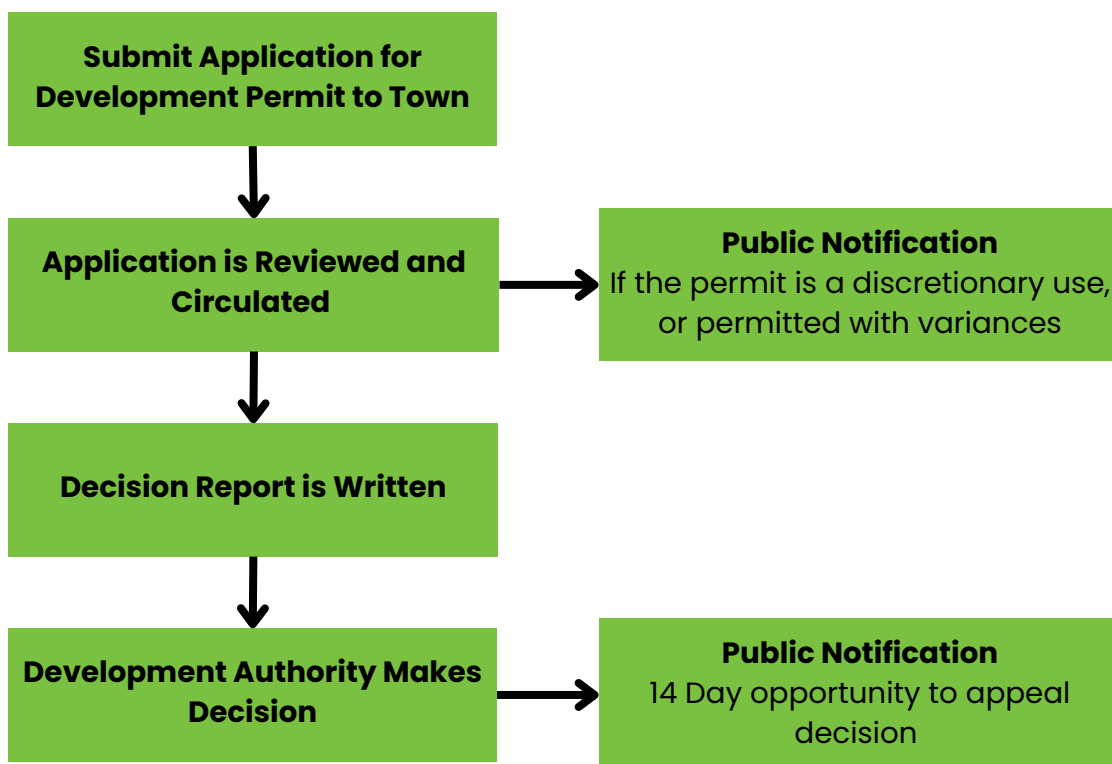 Submit Application for
Development Permit to Town
Application is Reviewed and
Circulated
Public Notification
If the permit is a discretionary use,
or permitted with variances
Decision Report is Written
Development Authority Makes
Decision
Public Notification
14 Day opportunity to appeal
decision